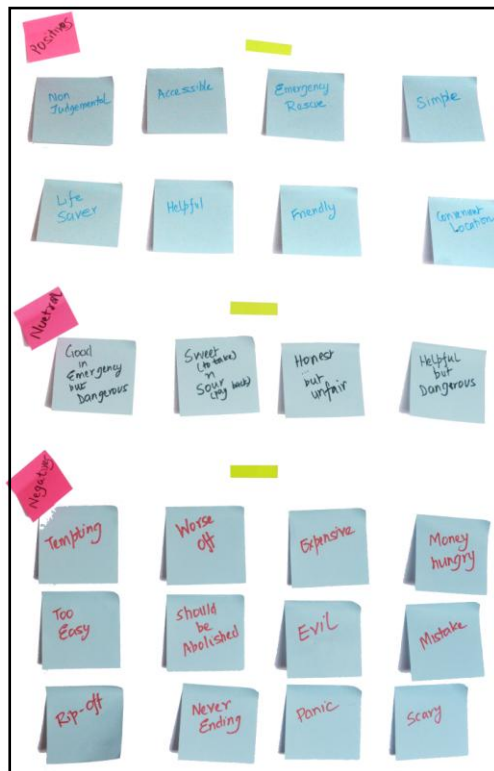 Positives
Non
Judgemental
Accessible
Emergency
Rescue
Simple
Life
Saver
Helpful
Friendly
Convenient
Location
Nuetral
Good
in
Emergency
but
Dangerous
Sweet
(to take)
n
Sour
(pay back)
Honest
but
unfair
Helpful
but
Dangerous
Negatives
Tempting
Worse
off
Expensive
Money
hungry
Too
Easy
should
be
Abolished
Evil
Mistake
Rip-off
Never
Ending
Panic
Scary